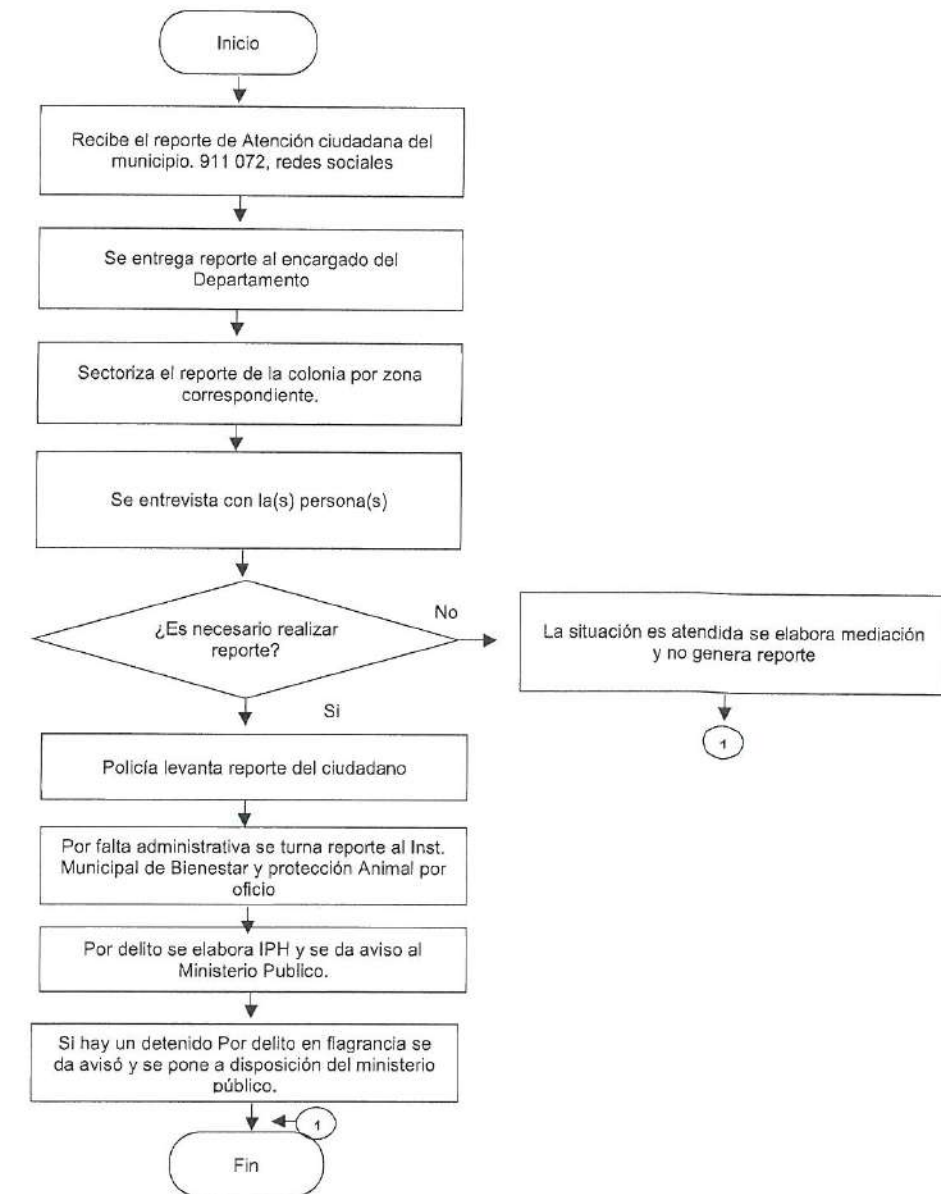 Inicio
Recibe el reporte de Atención ciudadana del
municipio. 911 072, redes sociales
Se entrega reporte al encargado del
Departamento
Sectoriza el reporte de la colonia por zona
correspondiente.
Se entrevista con la(s) persona(s)
¿Es necesario realizar
reporte?
No
La situación es atendida se elabora mediación
y no genera reporte
1
Si
Policía levanta reporte del ciudadano
Por falta administrativa se turna reporte al Inst.
Municipal de Bienestar y protección Animal por
oficio
Por delito se elabora IPH y se da aviso al
Ministerio Publico.
Si hay un detenido Por delito en flagrancia se
da avisó y se pone a disposición del ministerio
público.
1
Fin